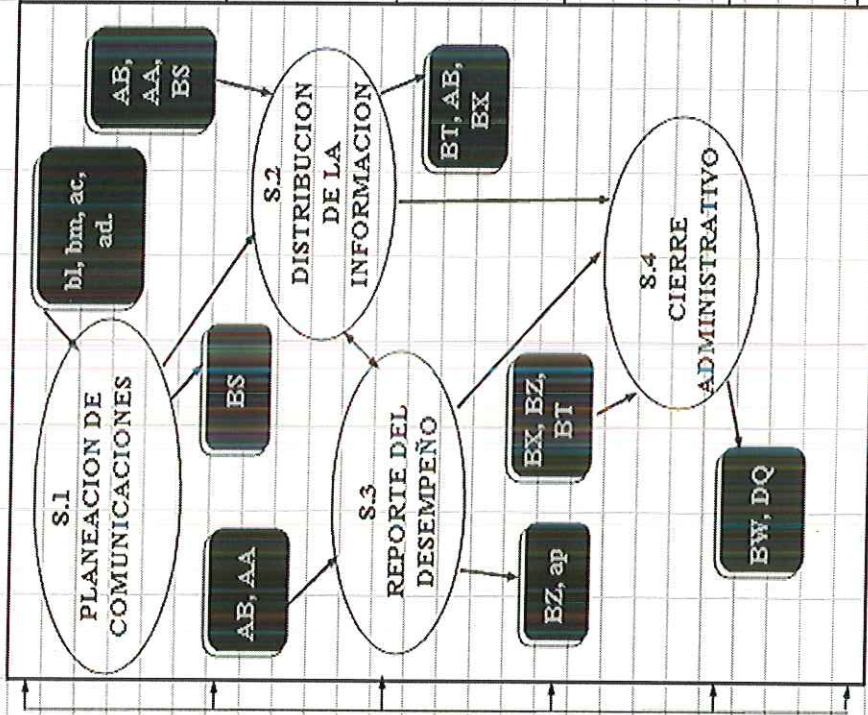 bl, bm, ac,
ad.
S.1
PLANEACION DE
COMUNICACIONES
AB,
AA,
BS
BS
S.2
DISTRIBUCION
DE LA
INFORMACION
AB, AA
BT, AB,
BX
S.3
REPORTE DEL
DESEMPEÑO
BX, BZ,
BT
BZ, ap
S.4
CIERRE
ADMINISTRATIVO
BW, DQ